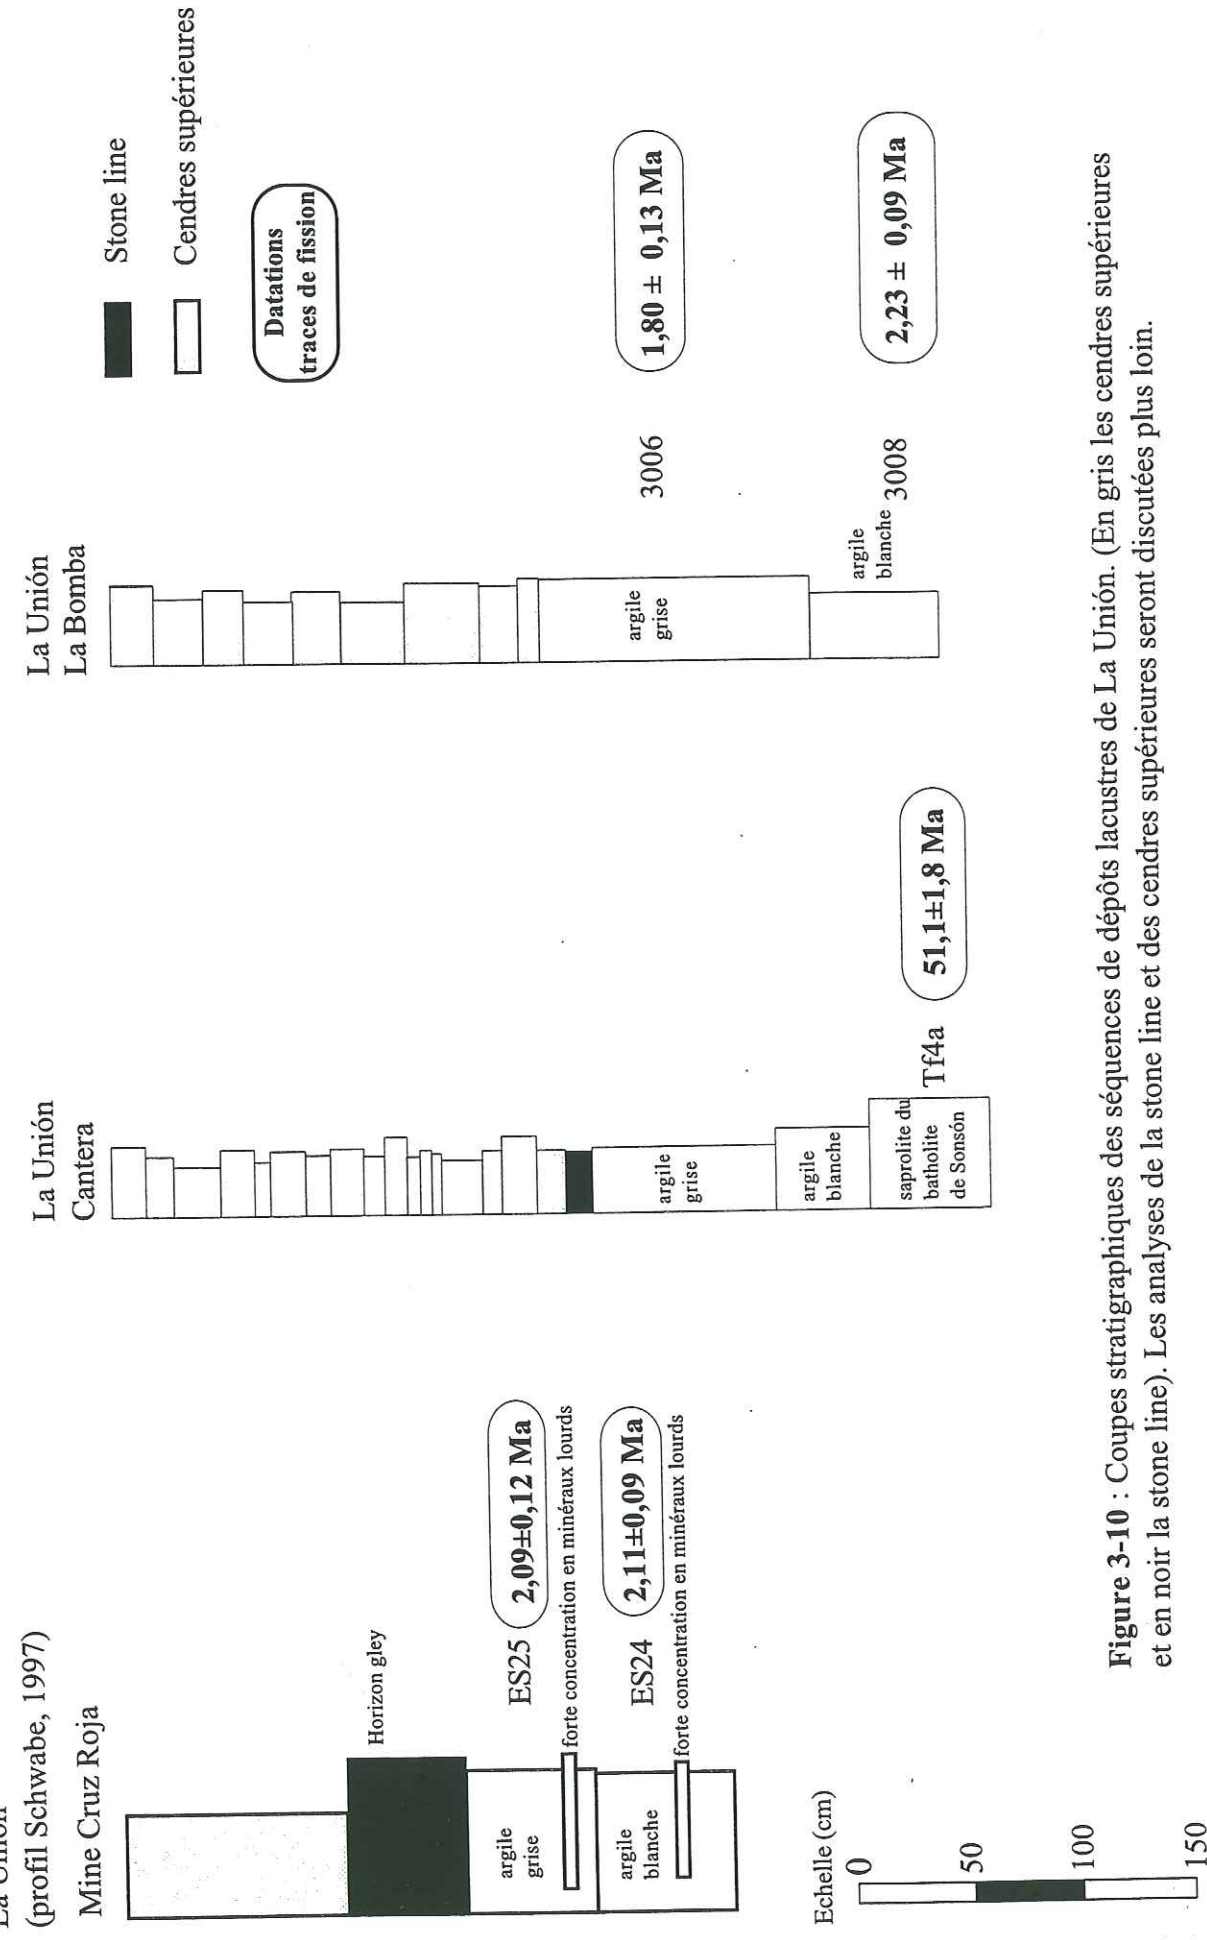 La Unión
(profil Schwabe, 1997)
Mine Cruz Roja
Horizon gley
argile
grise
ES25
2,09±0,12 Ma
forte concentration en minéraux lourds
argile
blanche
ES24
2,11±0,09 Ma
forte concentration en minéraux lourds
Echelle (cm)
0
50
100
150
La Unión
Cantera
argile
grise
argile
blanche
saprolite du
batholite
de Sonsón
Tf4a
51,1±1,8 Ma
La Unión
La Bomba
argile
grise
3006
1,80 ± 0,13 Ma
argile
blanche
3008
2,23 ± 0,09 Ma
Stone line
Cendres supérieures
Datations
traces de fission
Figure 3-10 : Coupes stratigraphiques des séquences de dépôts lacustres de La Unión. (En gris les cendres supérieures
et en noir la stone line). Les analyses de la stone line et des cendres supérieures seront discutées plus loin.